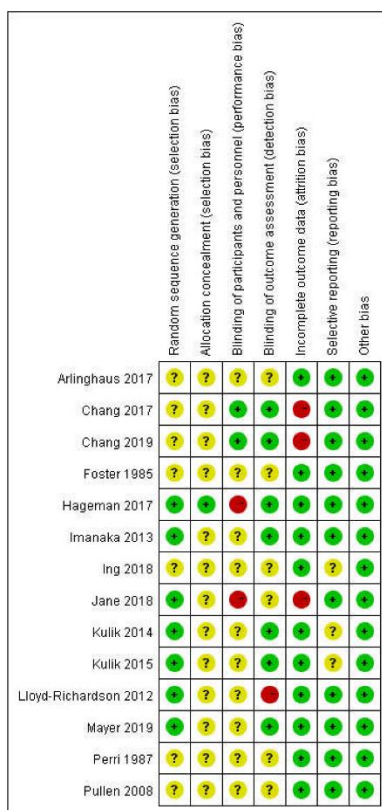 Random sequence generation (selection bias)
Allocation concealment (selection bias)
Blinding of participants and personnel (performance bias)
Blinding of outcome assessment (detection bias)
Incomplete outcome data (attrition bias)
Selective reporting (reporting bias)
Other bias
Arlinghaus 2017 ? ? ? ? + + +
Chang 2017 ? ? + + - + +
Chang 2019 ? ? + + - + +
Foster 1985 ? ? ? ? + + +
Hageman 2017 + + - + + + +
Imanaka 2013 + ? ? + + + +
Ing 2018 ? ? ? ? + ? +
Jane 2018 + ? - ? - + +
Kulik 2014 + ? ? + + ? +
Kulik 2015 + ? ? + + ? +
Lloyd-Richardson 2012 + ? ? - + + +
Mayer 2019 + ? ? + + + +
Perri 1987 ? ? ? ? + + +
Pullen 2008 ? ? ? ? + + +